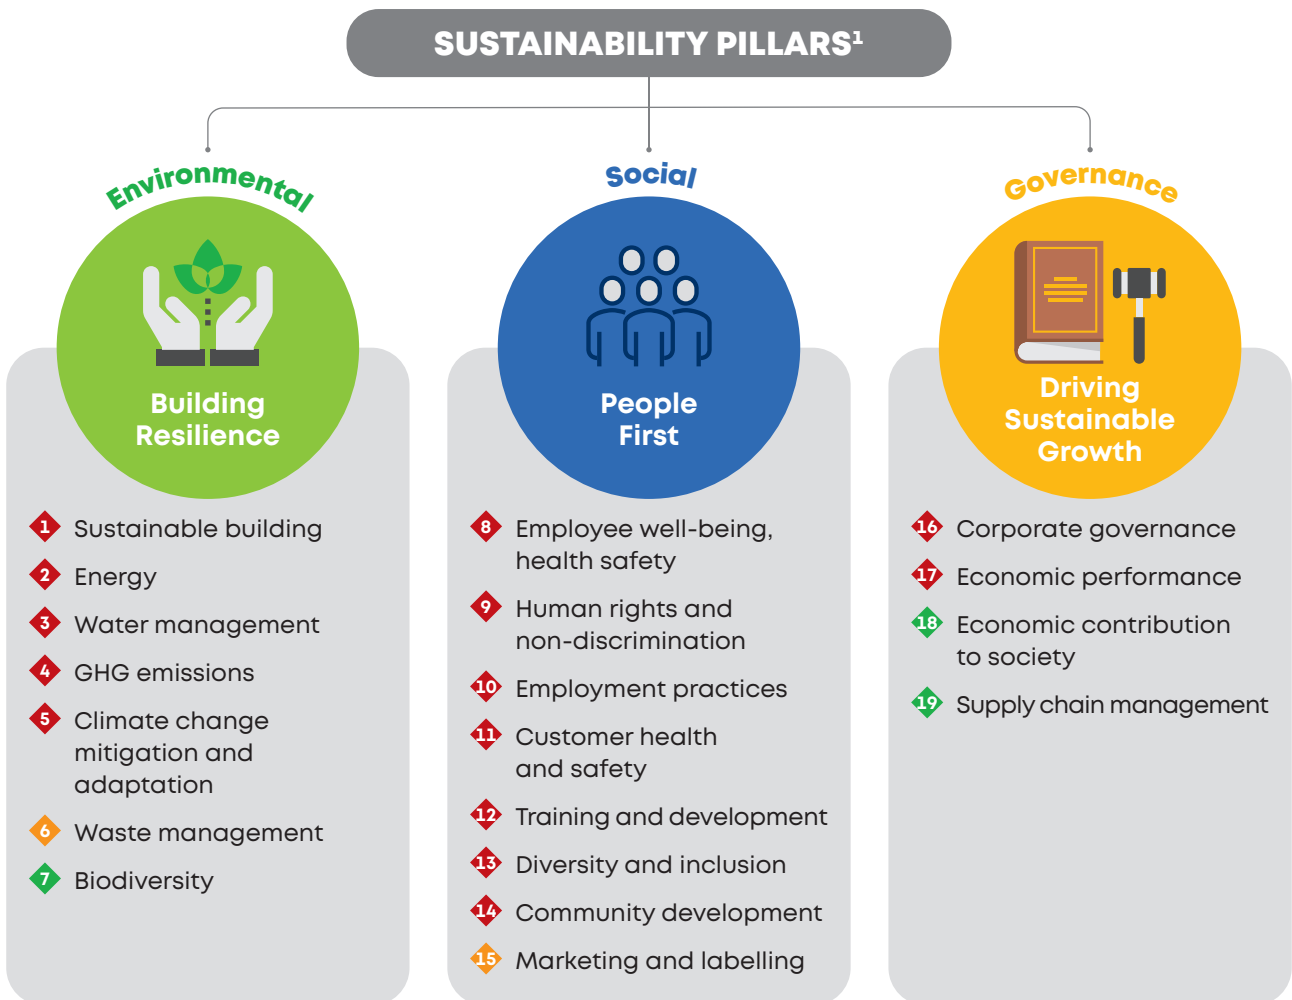 SUSTAINABILITY PILLARS¹
Environmental
Building
Resilience
1 Sustainable building
2 Energy
3 Water management
4 GHG emissions
5 Climate change
mitigation and
adaptation
6 Waste management
7 Biodiversity
Social
People
First
8 Employee well-being,
health safety
9 Human rights and
non-discrimination
10 Employment practices
11 Customer health
and safety
12 Training and development
13 Diversity and inclusion
14 Community development
15 Marketing and labelling
Governance
Driving
Sustainable
Growth
16 Corporate governance
17 Economic performance
18 Economic contribution
to society
19 Supply chain management